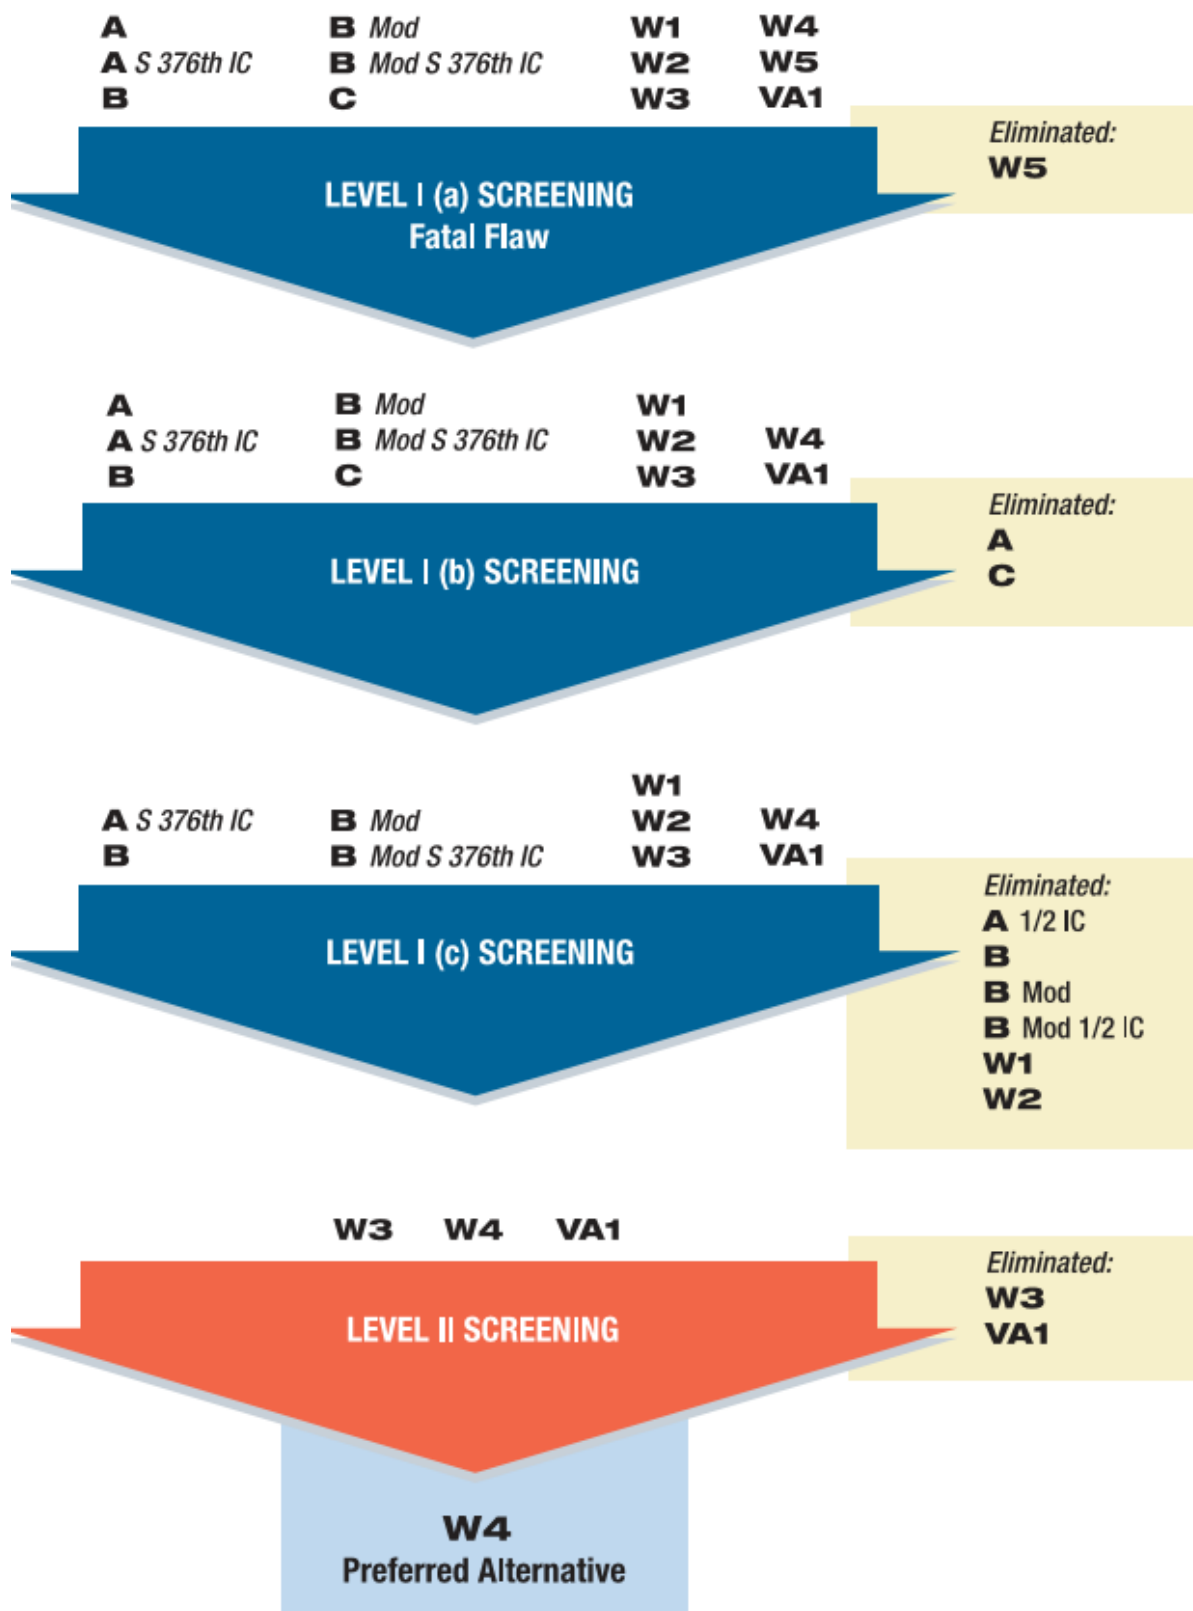 A B Mod W1 W4
A S 376th IC B Mod S 376th IC W2 W5
B C W3 VA1
Eliminated:
W5
LEVEL I (a) SCREENING
Fatal Flaw
A B Mod W1
A S 376th IC B Mod S 376th IC W2 W4
B C W3 VA1
Eliminated:
A
C
LEVEL I (b) SCREENING
W1
A S 376th IC B Mod W2 W4
B B Mod S 376th IC W3 VA1
Eliminated:
A 1/2 IC
B
B Mod
B Mod 1/2 IC
W1
W2
LEVEL I (c) SCREENING
W3 W4 VA1
Eliminated:
W3
VA1
LEVEL II SCREENING
W4
Preferred Alternative